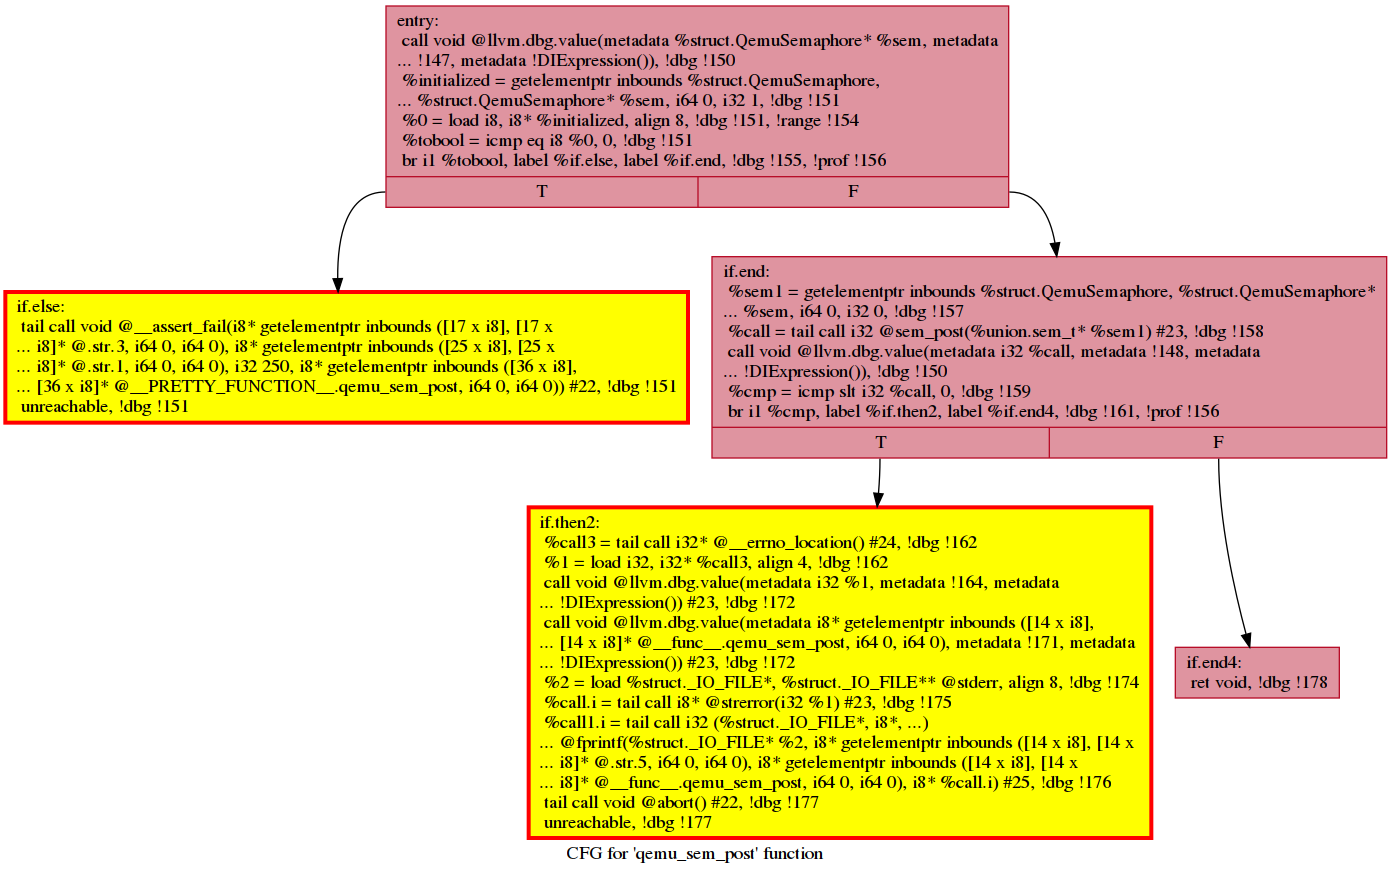 entry:
call void @llvm.dbg.value(metadata %struct.QemuSemaphore* %sem, metadata
... !147, metadata !DIExpression()), !dbg !150
%initialized = getelementptr inbounds %struct.QemuSemaphore,
... %struct.QemuSemaphore* %sem, i64 0, i32 1, !dbg !151
%0 = load i8, i8* %initialized, align 8, !dbg !151, !range !154
%tobool = icmp eq i8 %0, 0, !dbg !151
br i1 %tobool, label %if.else, label %if.end, !dbg !155, !prof !156
T
F
if.else:
tail call void @__assert_fail(i8* getelementptr inbounds ([17 x i8], [17 x
... i8]* @.str.3, i64 0, i64 0), i8* getelementptr inbounds ([25 x i8], [25 x
... i8]* @.str.1, i64 0, i64 0), i32 250, i8* getelementptr inbounds ([36 x i8],
... [36 x i8]* @__PRETTY_FUNCTION__.qemu_sem_post, i64 0, i64 0)) #22, !dbg !151
unreachable, !dbg !151
if.end:
%sem1 = getelementptr inbounds %struct.QemuSemaphore, %struct.QemuSemaphore*
... %sem, i64 0, i32 0, !dbg !157
%call = tail call i32 @sem_post(%union.sem_t* %sem1) #23, !dbg !158
call void @llvm.dbg.value(metadata i32 %call, metadata !148, metadata
... !DIExpression()), !dbg !150
%cmp = icmp slt i32 %call, 0, !dbg !159
br i1 %cmp, label %if.then2, label %if.end4, !dbg !161, !prof !156
T
F
if.then2:
%call3 = tail call i32* @__errno_location() #24, !dbg !162
%1 = load i32, i32* %call3, align 4, !dbg !162
call void @llvm.dbg.value(metadata i32 %1, metadata !164, metadata
... !DIExpression()) #23, !dbg !172
call void @llvm.dbg.value(metadata i8* getelementptr inbounds ([14 x i8],
... [14 x i8]* @__func__.qemu_sem_post, i64 0, i64 0), metadata !171, metadata
... !DIExpression()) #23, !dbg !172
%2 = load %struct._IO_FILE*, %struct._IO_FILE** @stderr, align 8, !dbg !174
%call.i = tail call i8* @strerror(i32 %1) #23, !dbg !175
%call1.i = tail call i32 (%struct._IO_FILE*, i8*, ...)
... @fprintf(%struct._IO_FILE* %2, i8* getelementptr inbounds ([14 x i8], [14 x
... i8]* @.str.5, i64 0, i64 0), i8* getelementptr inbounds ([14 x i8], [14 x
... i8]* @__func__.qemu_sem_post, i64 0, i64 0), i8* %call.i) #25, !dbg !176
tail call void @abort() #22, !dbg !177
unreachable, !dbg !177
if.end4:
ret void, !dbg !178
CFG for 'qemu_sem_post' function